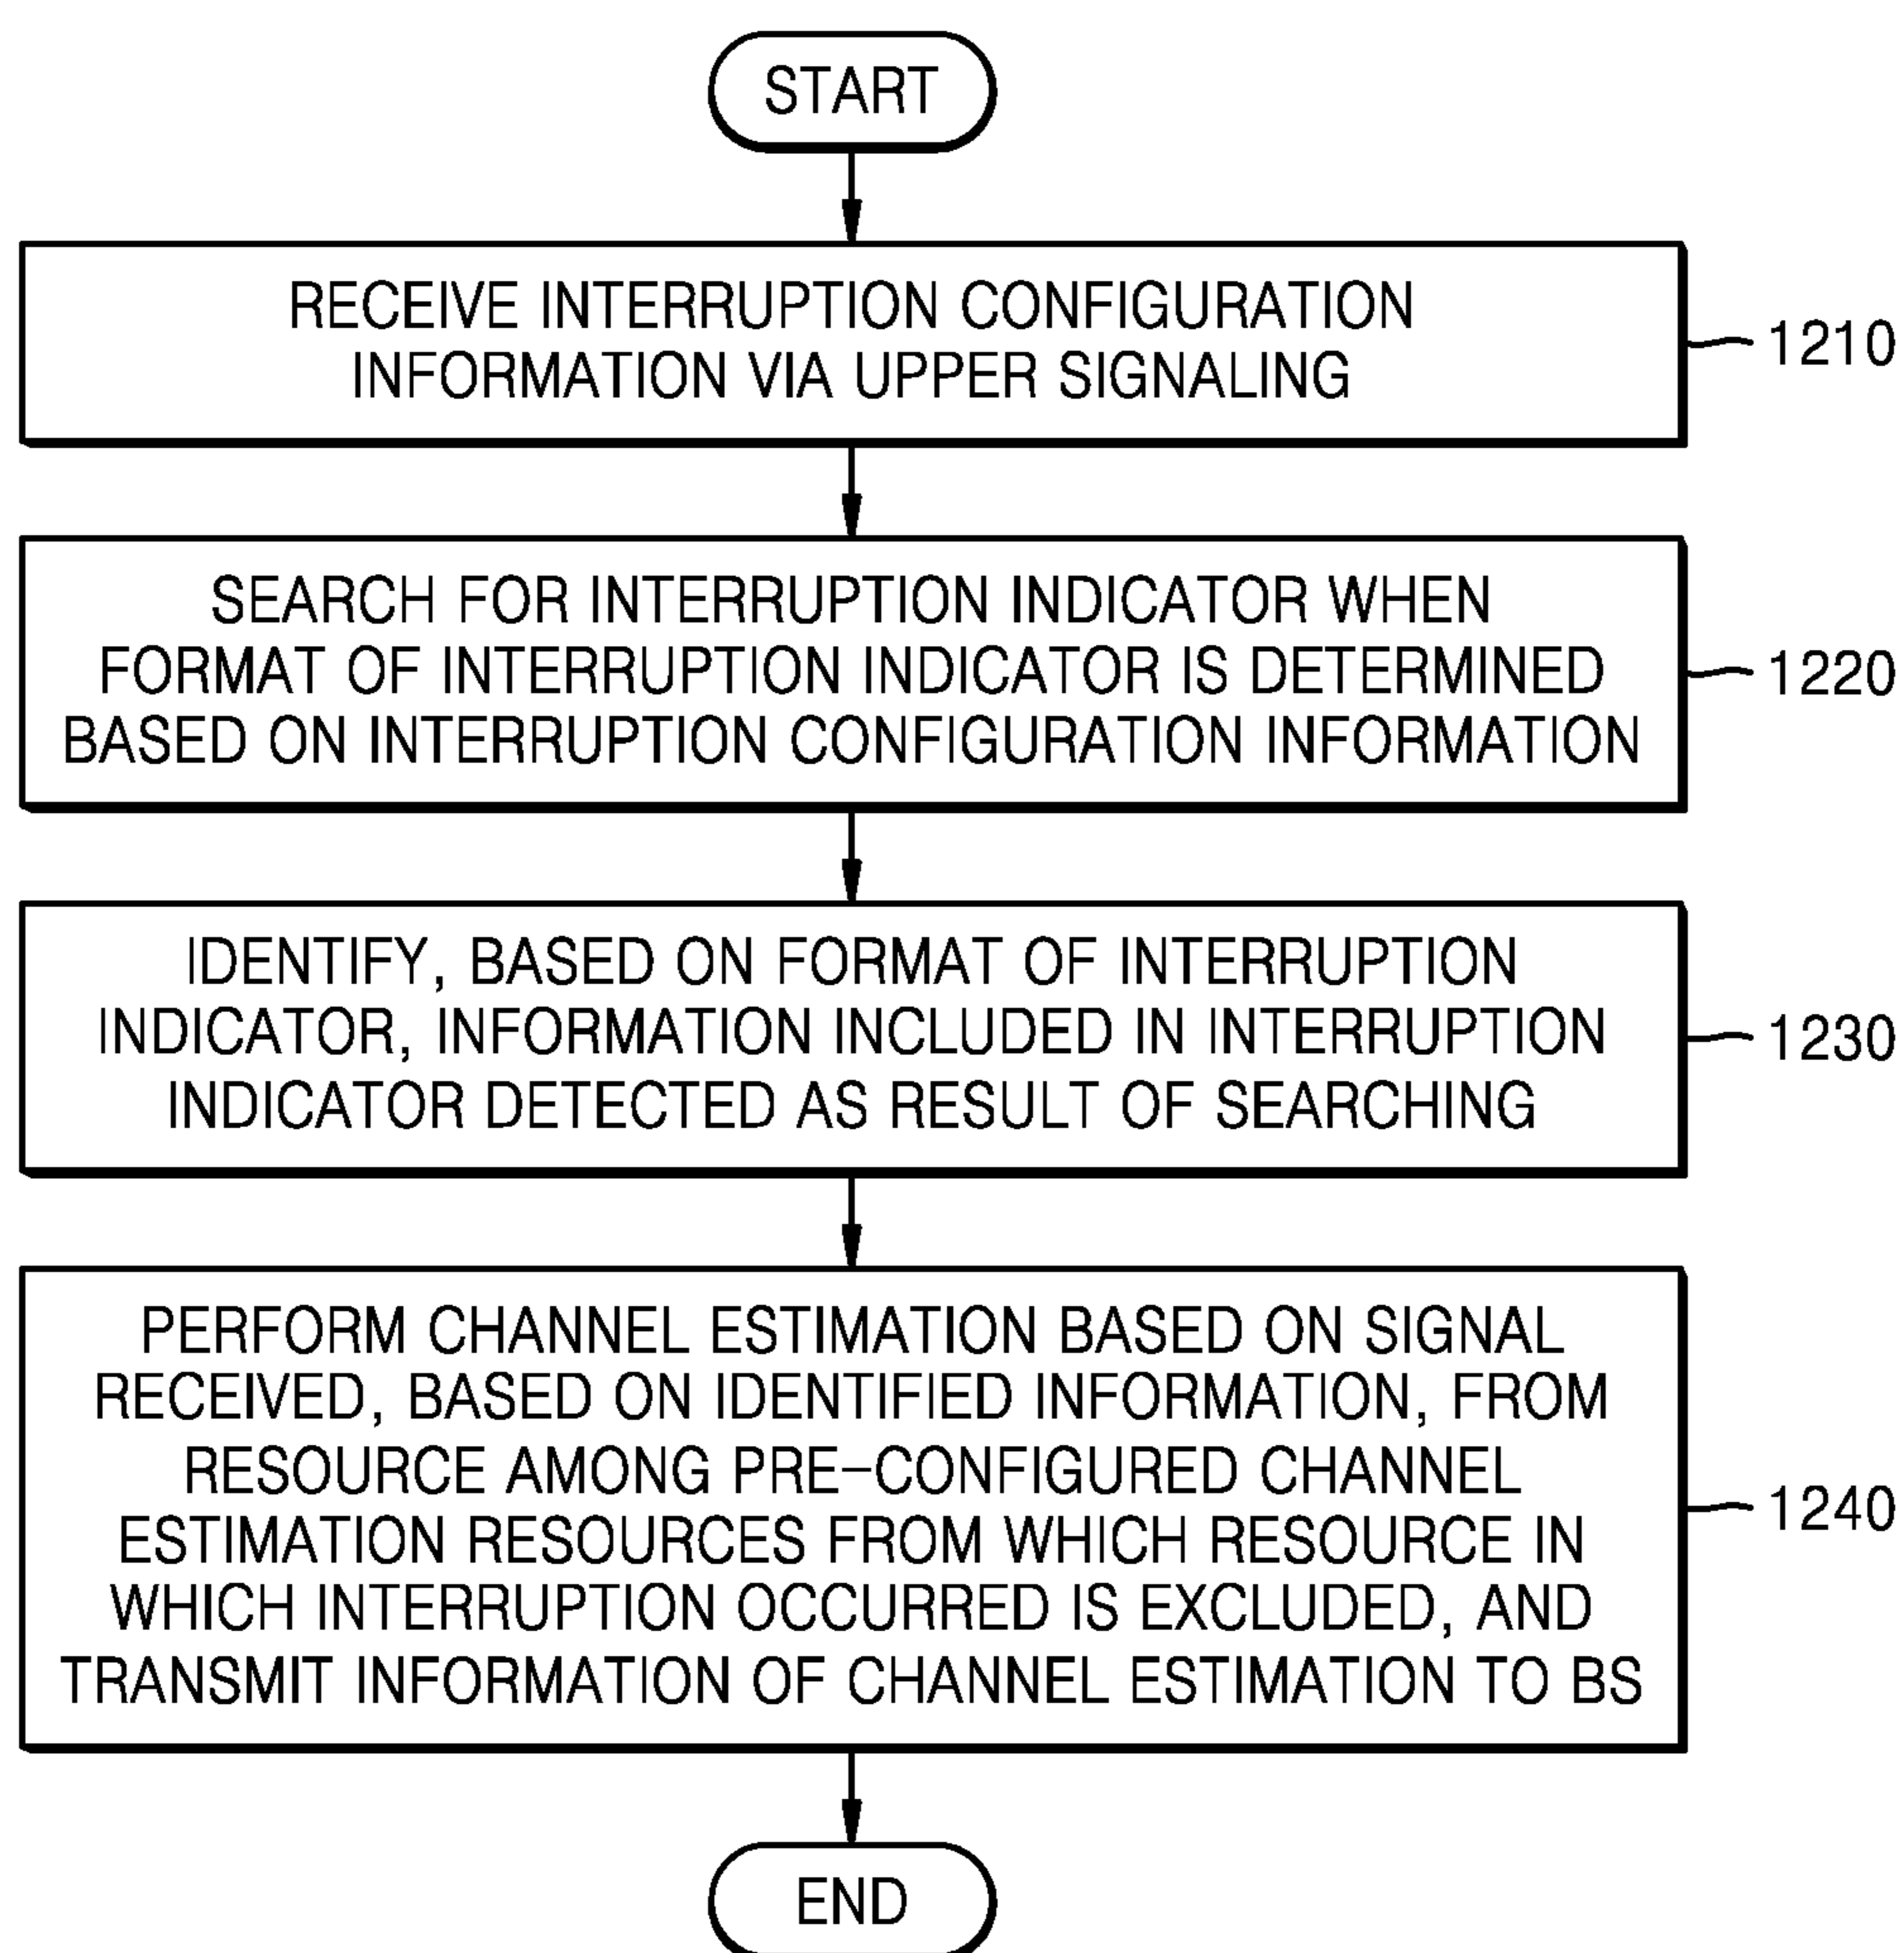 START
RECEIVE INTERRUPTION CONFIGURATION
INFORMATION VIA UPPER SIGNALING
1210
SEARCH FOR INTERRUPTION INDICATOR WHEN
FORMAT OF INTERRUPTION INDICATOR IS DETERMINED
BASED ON INTERRUPTION CONFIGURATION INFORMATION
1220
IDENTIFY, BASED ON FORMAT OF INTERRUPTION
INDICATOR, INFORMATION INCLUDED IN INTERRUPTION
INDICATOR DETECTED AS RESULT OF SEARCHING
1230
PERFORM CHANNEL ESTIMATION BASED ON SIGNAL
RECEIVED, BASED ON IDENTIFIED INFORMATION, FROM
RESOURCE AMONG PRE-CONFIGURED CHANNEL
ESTIMATION RESOURCES FROM WHICH RESOURCE IN
WHICH INTERRUPTION OCCURRED IS EXCLUDED, AND
TRANSMIT INFORMATION OF CHANNEL ESTIMATION TO BS
1240
END